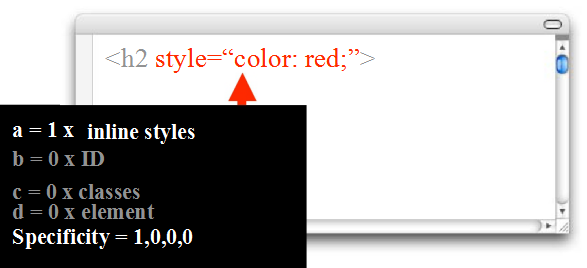 <h2 style=“color: red;”>
a = 1 x inline styles
b = 0 x ID
c = 0 x classes
d = 0 x element
Specificity = 1,0,0,0